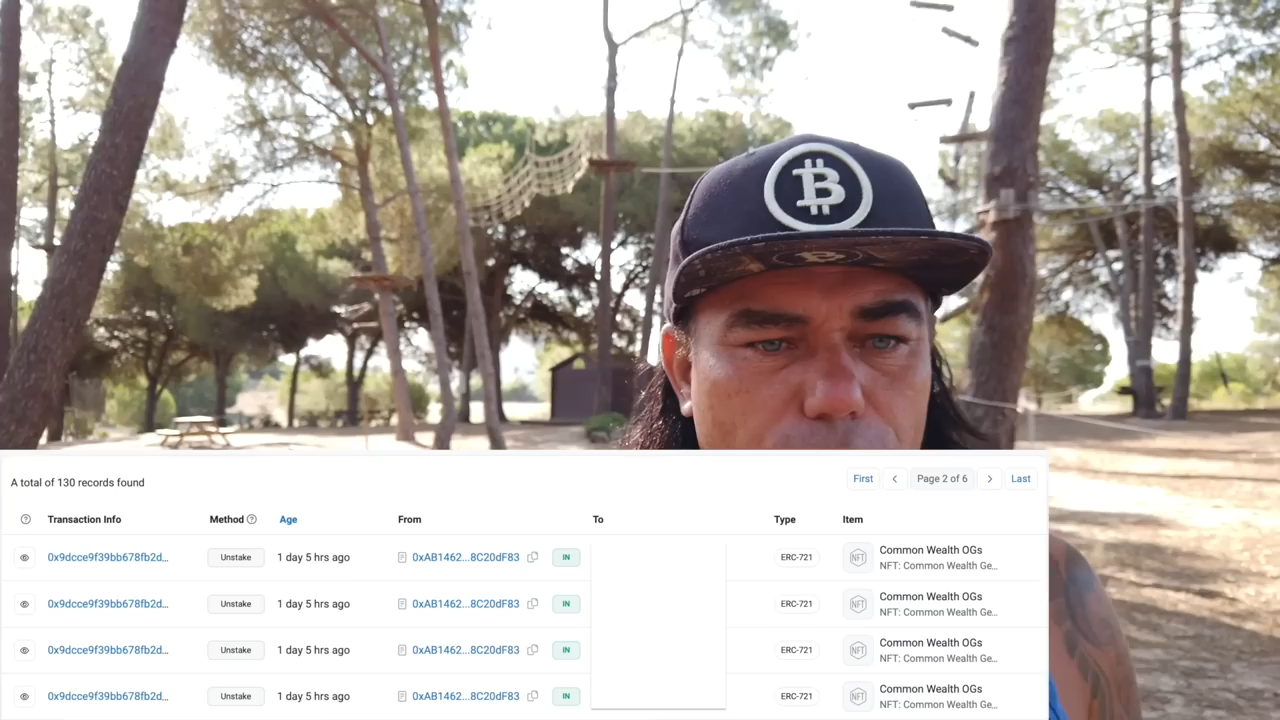 A total of 130 records found
First < Page 2 of 6 > Last
Transaction Info Method Age From To Type Item
0x9dcce9f39bb678fb2d... Unstake 1 day 5 hrs ago 0xAB1462...8C20dF83 IN ERC-721 NFT Common Wealth OGs
NFT: Common Wealth Ge...
0x9dcce9f39bb678fb2d... Unstake 1 day 5 hrs ago 0xAB1462...8C20dF83 IN ERC-721 NFT Common Wealth OGs
NFT: Common Wealth Ge...
0x9dcce9f39bb678fb2d... Unstake 1 day 5 hrs ago 0xAB1462...8C20dF83 IN ERC-721 NFT Common Wealth OGs
NFT: Common Wealth Ge...
0x9dcce9f39bb678fb2d... Unstake 1 day 5 hrs ago 0xAB1462...8C20dF83 IN ERC-721 NFT Common Wealth OGs
NFT: Common Wealth Ge...